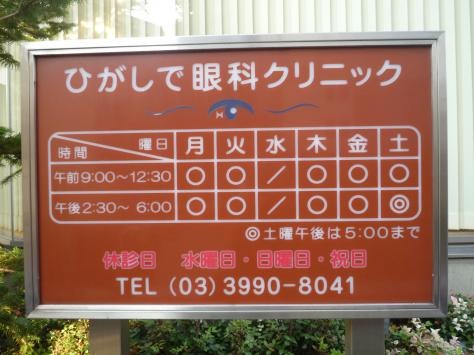 ひがしで眼科クリニック
時間 曜日 月 火 水 木 金 土
午前 9:00〜12:30 ○ ○ ／ ○ ○ ○
午後 2:30〜 6:00 ○ ○ ／ ○ ○ ◎
◎土曜午後は5:00まで
休診日 水曜日・日曜日・祝日
TEL (03) 3990-8041